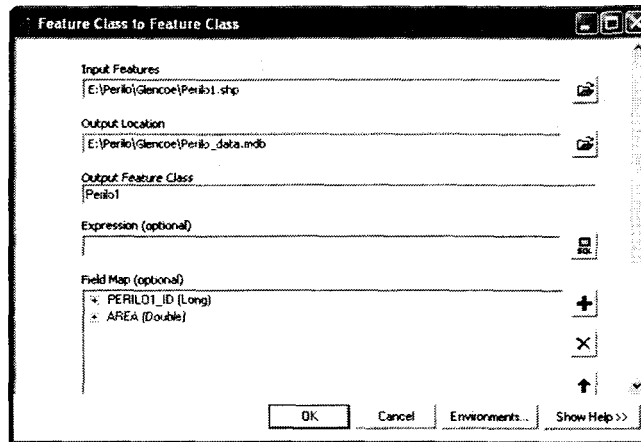 Feature Class to Feature Class
Input Features
E:\Perilo\Glencoe\Perilo1.shp
Output Location
E:\Perilo\Glencoe\Perilo_data.mdb
Output Feature Class
Perilo1
Expression (optional)
SQL
Field Map (optional)
PERILO1_ID (Long)
AREA (Double)
OK Cancel Environments... Show Help >>